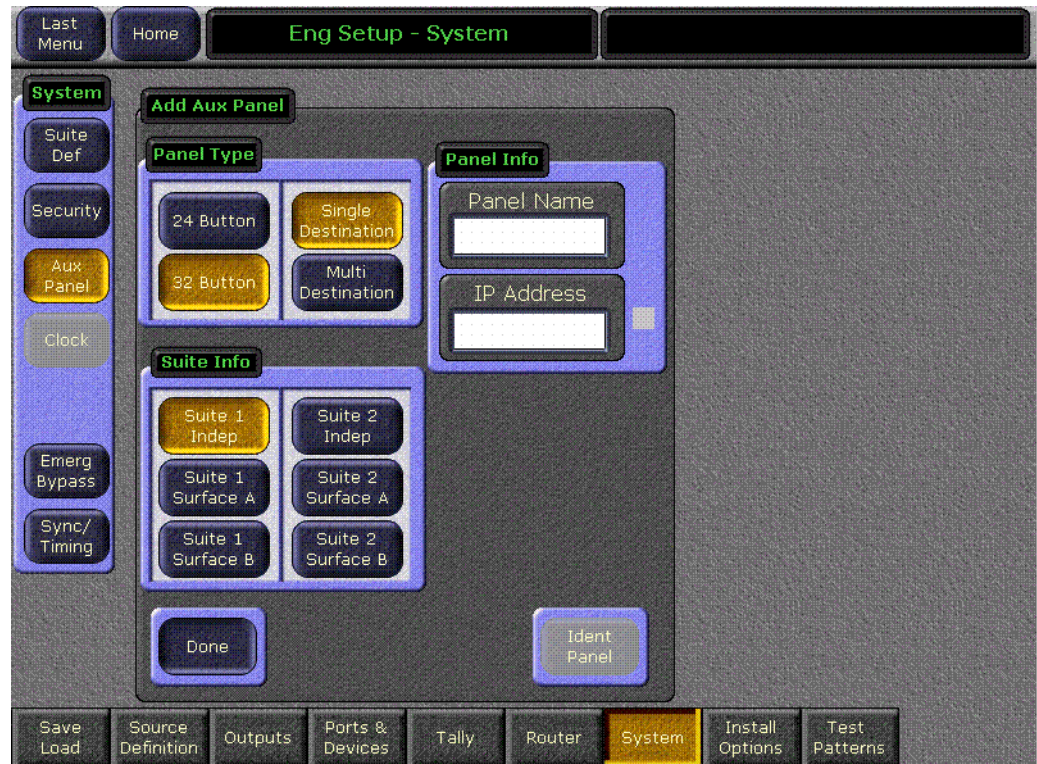 Last
Menu
Home
Eng Setup - System
System
Suite
Def
Security
Aux
Panel
Clock
Emerg
Bypass
Sync/
Timing
Add Aux Panel
Panel Type
24 Button
Single
Destination
32 Button
Multi
Destination
Panel Info
Panel Name
IP Address
Suite Info
Suite 1
Indep
Suite 2
Indep
Suite 1
Surface A
Suite 2
Surface A
Suite 1
Surface B
Suite 2
Surface B
Done
Ident
Panel
Save
Load
Source
Definition
Outputs
Ports &
Devices
Tally
Router
System
Install
Options
Test
Patterns